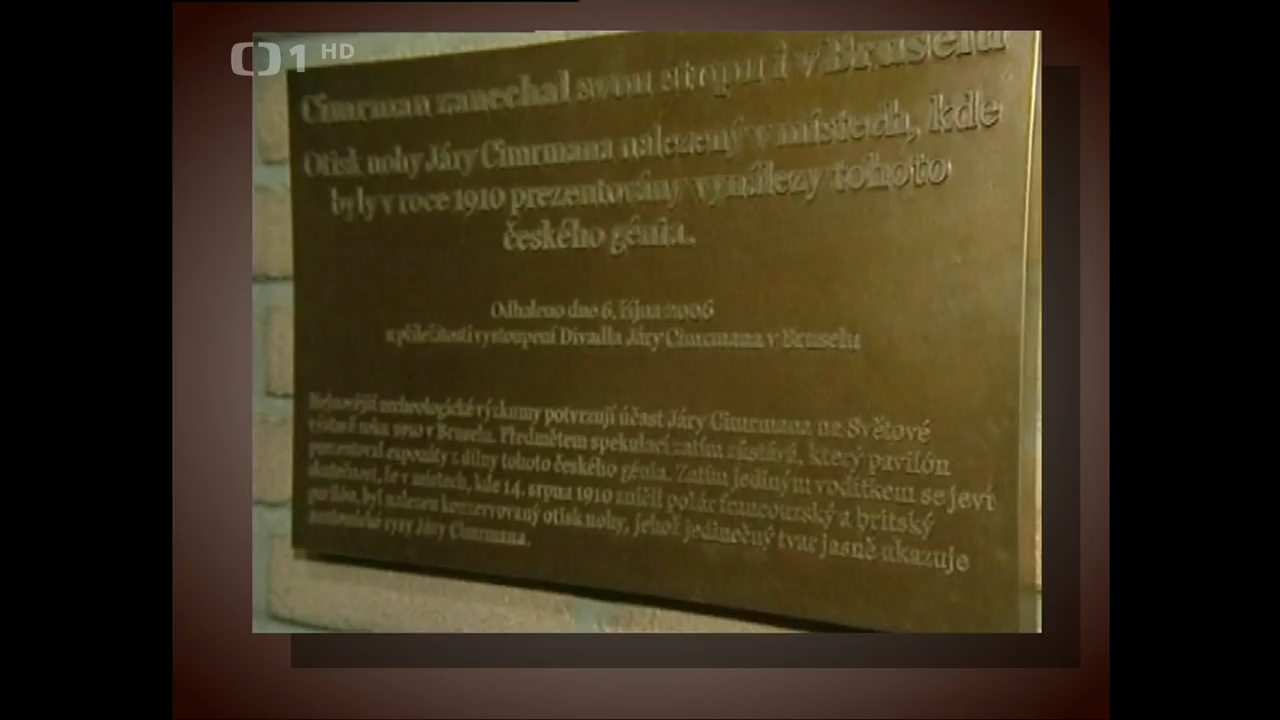 1 HD
Cimrman zanechal svou stopu i v Bruselu
Otisk nohy Járy Cimrmana nalezený v místech, kde
byly v roce 1910 prezentovány vynálezy tohoto
českého génia.
Odhaleno dne 6. října 2006
u příležitosti vystoupení Divadla Járy Cimrmana v Bruselu
Nejnovější archeologické výzkumy potvrzují účast Járy Cimrmana na Světové
výstavě roku 1910 v Bruselu. Předmětem spekulací zatím zůstává, který pavilón
prezentoval exponáty z dílny tohoto českého génia. Zatím jediným vodítkem se jeví
skutečnost, že v místech, kde 14. srpna 1910 zničil požár francouzský a britský
pavilón, byl nalezen konzervovaný otisk nohy, jehož jedinečný tvar jasně ukazuje
anatomické rysy Járy Cimrmana.